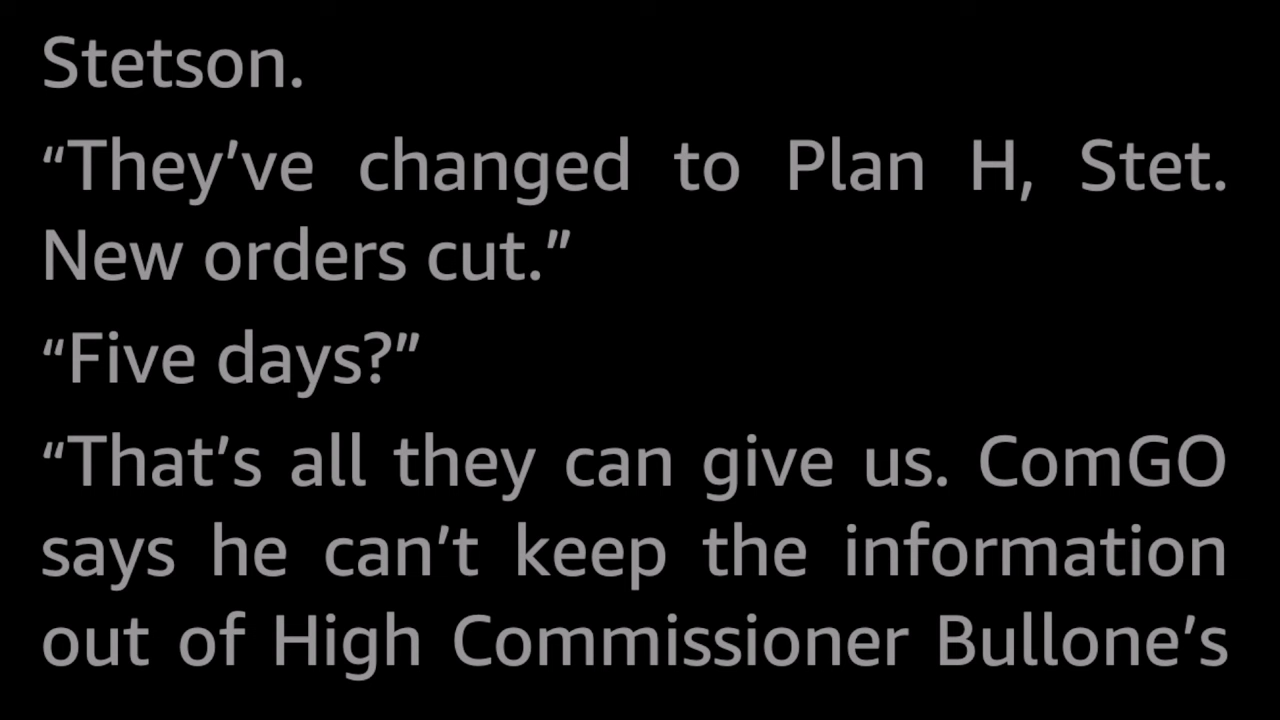 Stetson.
“They’ve changed to Plan H, Stet.
New orders cut.”
“Five days?”
“That’s all they can give us. ComGO
says he can’t keep the information
out of High Commissioner Bullone’s